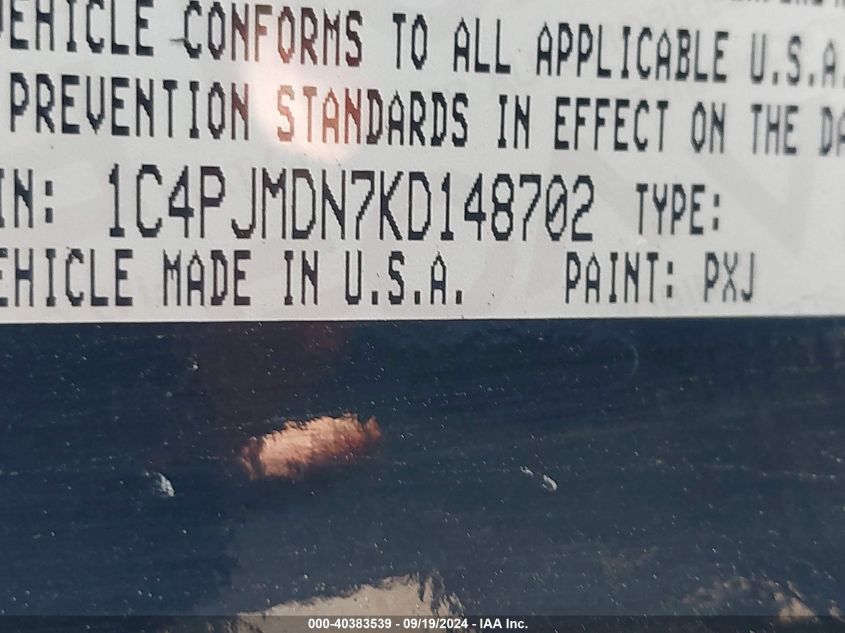 VEHICLE CONFORMS TO ALL APPLICABLE U.S.A.
PREVENTION STANDARDS IN EFFECT ON THE DA
IN: 1C4PJMDN7KD148702 TYPE:
EHICLE MADE IN U.S.A. PAINT: PXJ
000-40383539 - 09/19/2024 - IAA Inc.